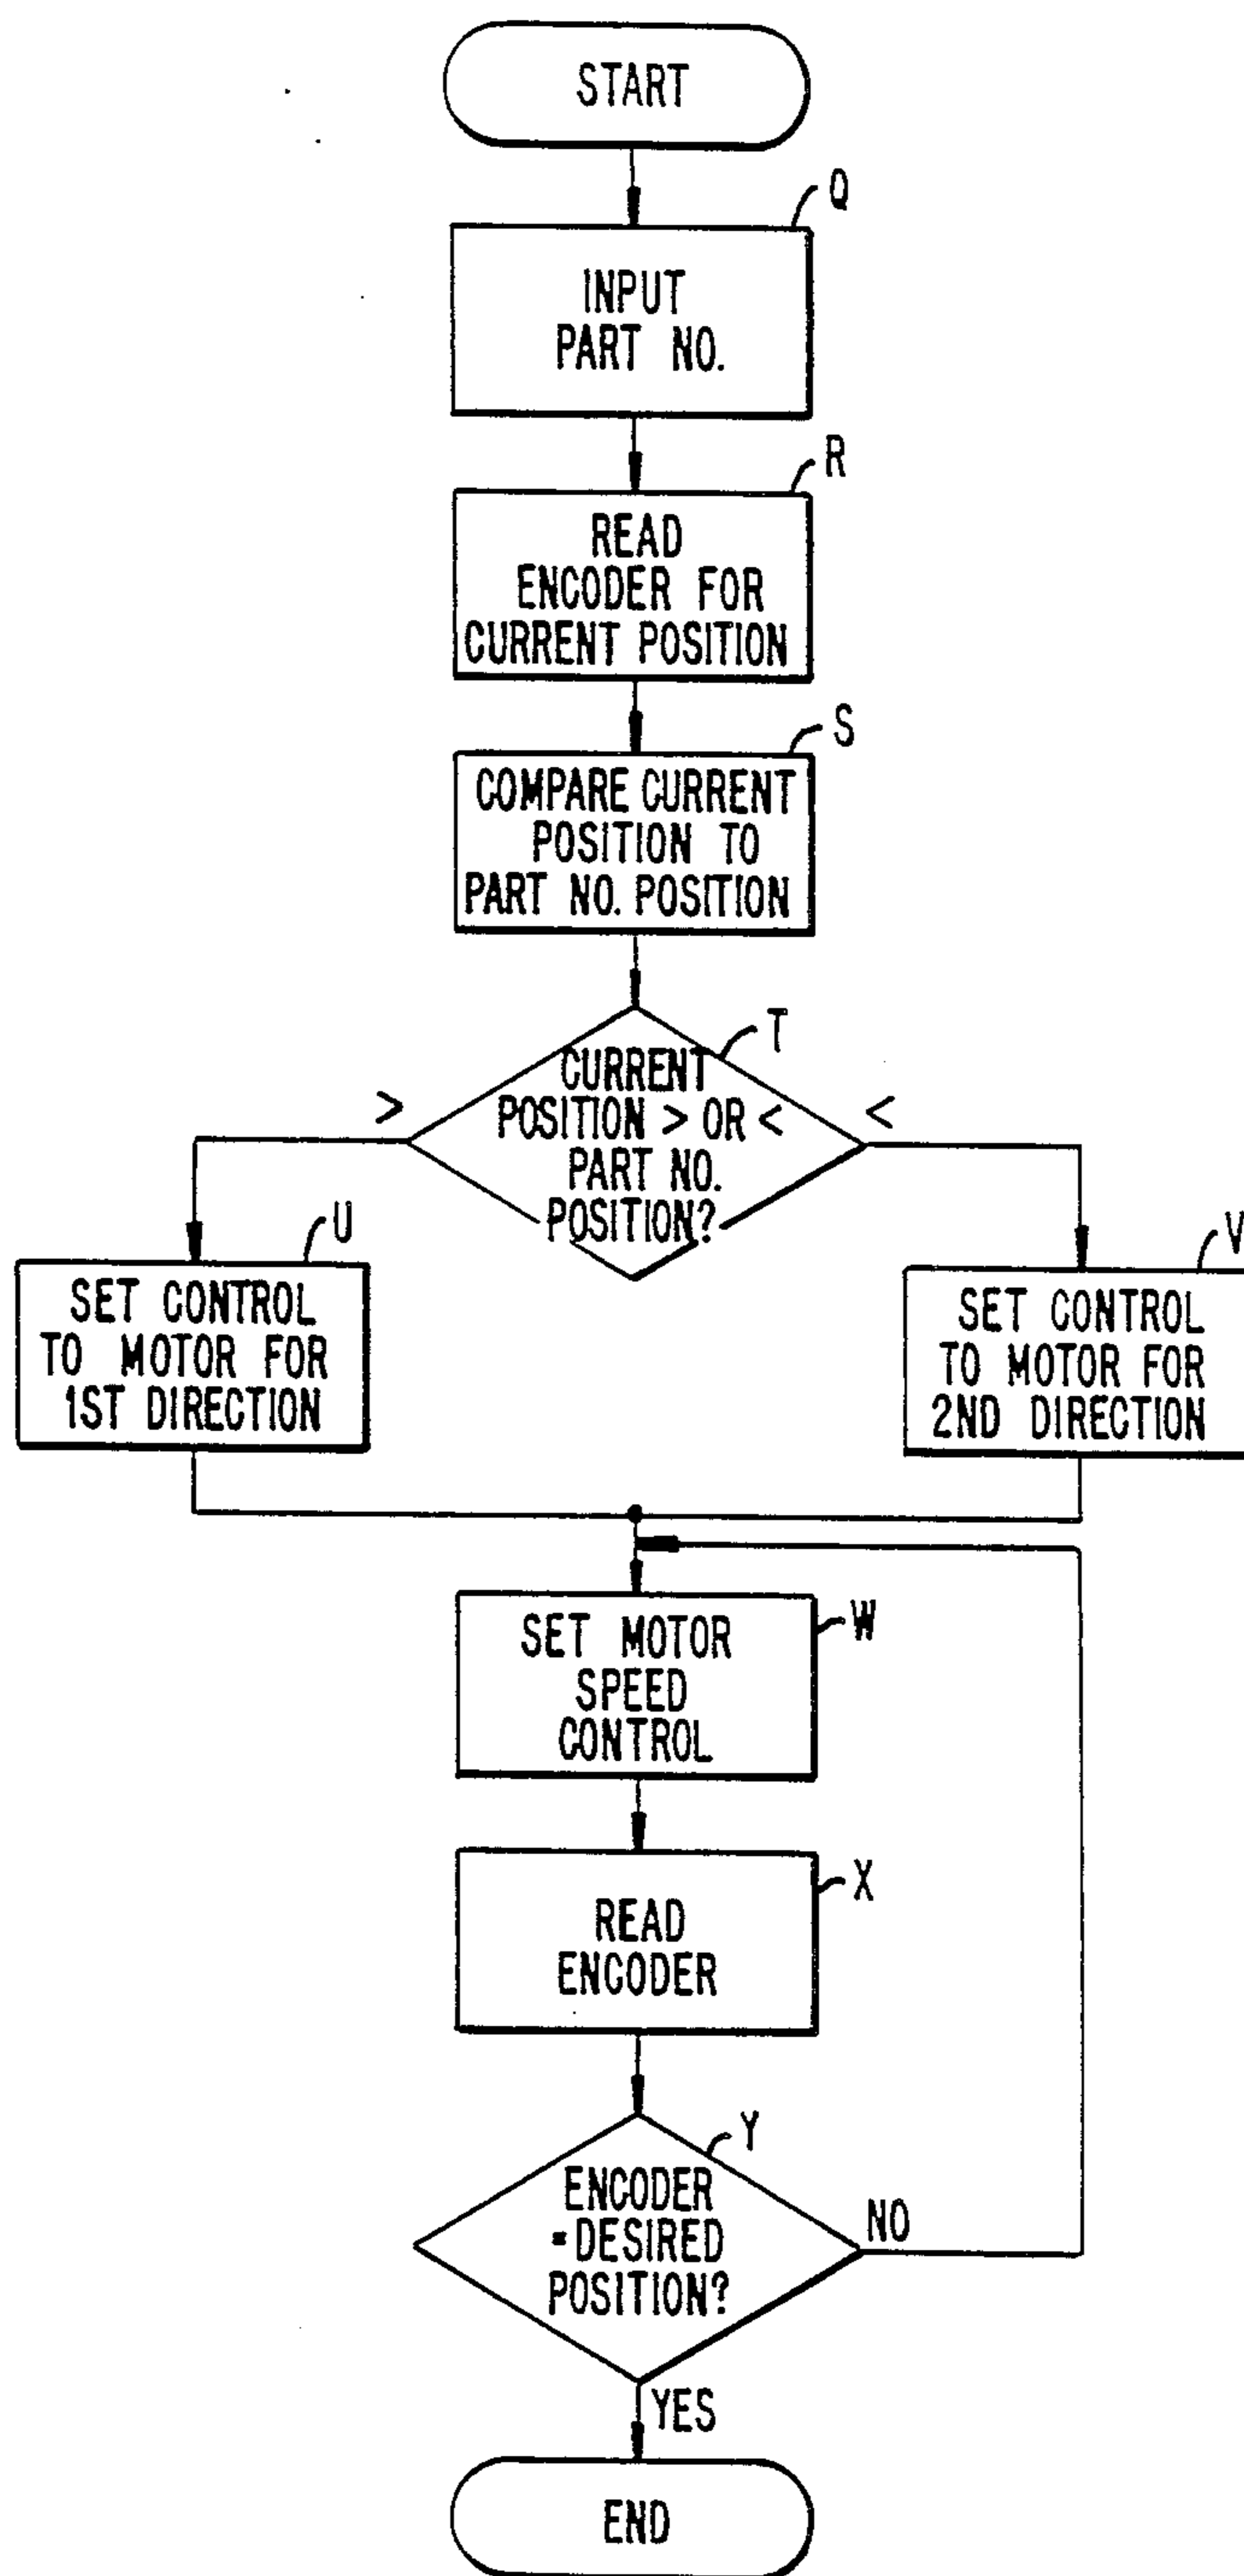 START
Q
INPUT
PART NO.
R
READ
ENCODER FOR
CURRENT POSITION
S
COMPARE CURRENT
POSITION TO
PART NO. POSITION
T
CURRENT
POSITION > OR <
PART NO.
POSITION?
>
<
U
SET CONTROL
TO MOTOR FOR
1ST DIRECTION
V
SET CONTROL
TO MOTOR FOR
2ND DIRECTION
W
SET MOTOR
SPEED
CONTROL
X
READ
ENCODER
Y
ENCODER
=DESIRED
POSITION?
NO
YES
END